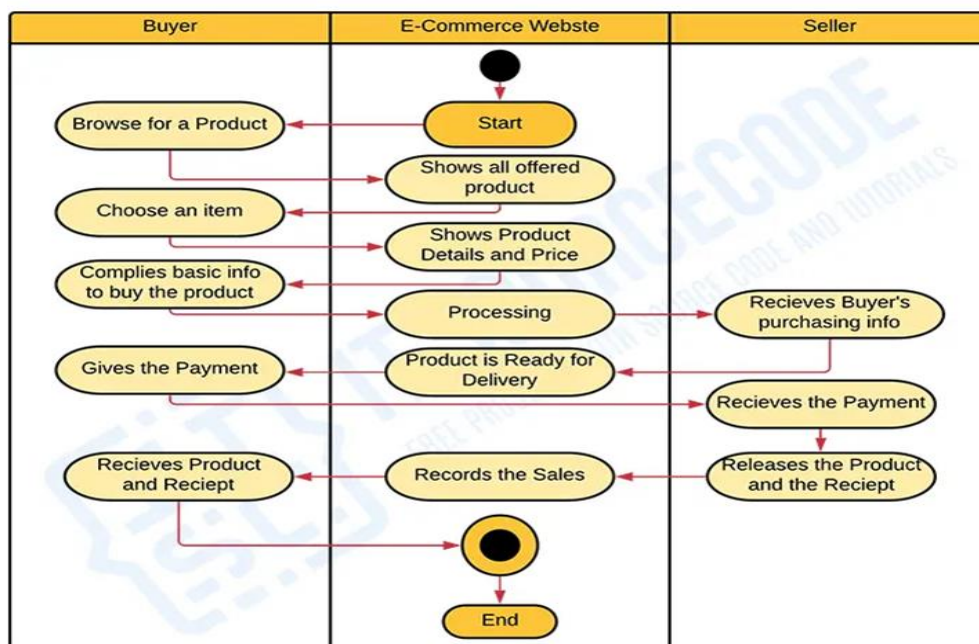 Buyer
E-Commerce Webste
Seller
Browse for a Product
Start
Shows all offered
product
Choose an item
Shows Product
Details and Price
Complies basic info
to buy the product
Processing
Recieves Buyer's
purchasing info
Gives the Payment
Product is Ready for
Delivery
Recieves the Payment
Recieves Product
and Reciept
Records the Sales
Releases the Product
and the Reciept
End
SOURCECODE